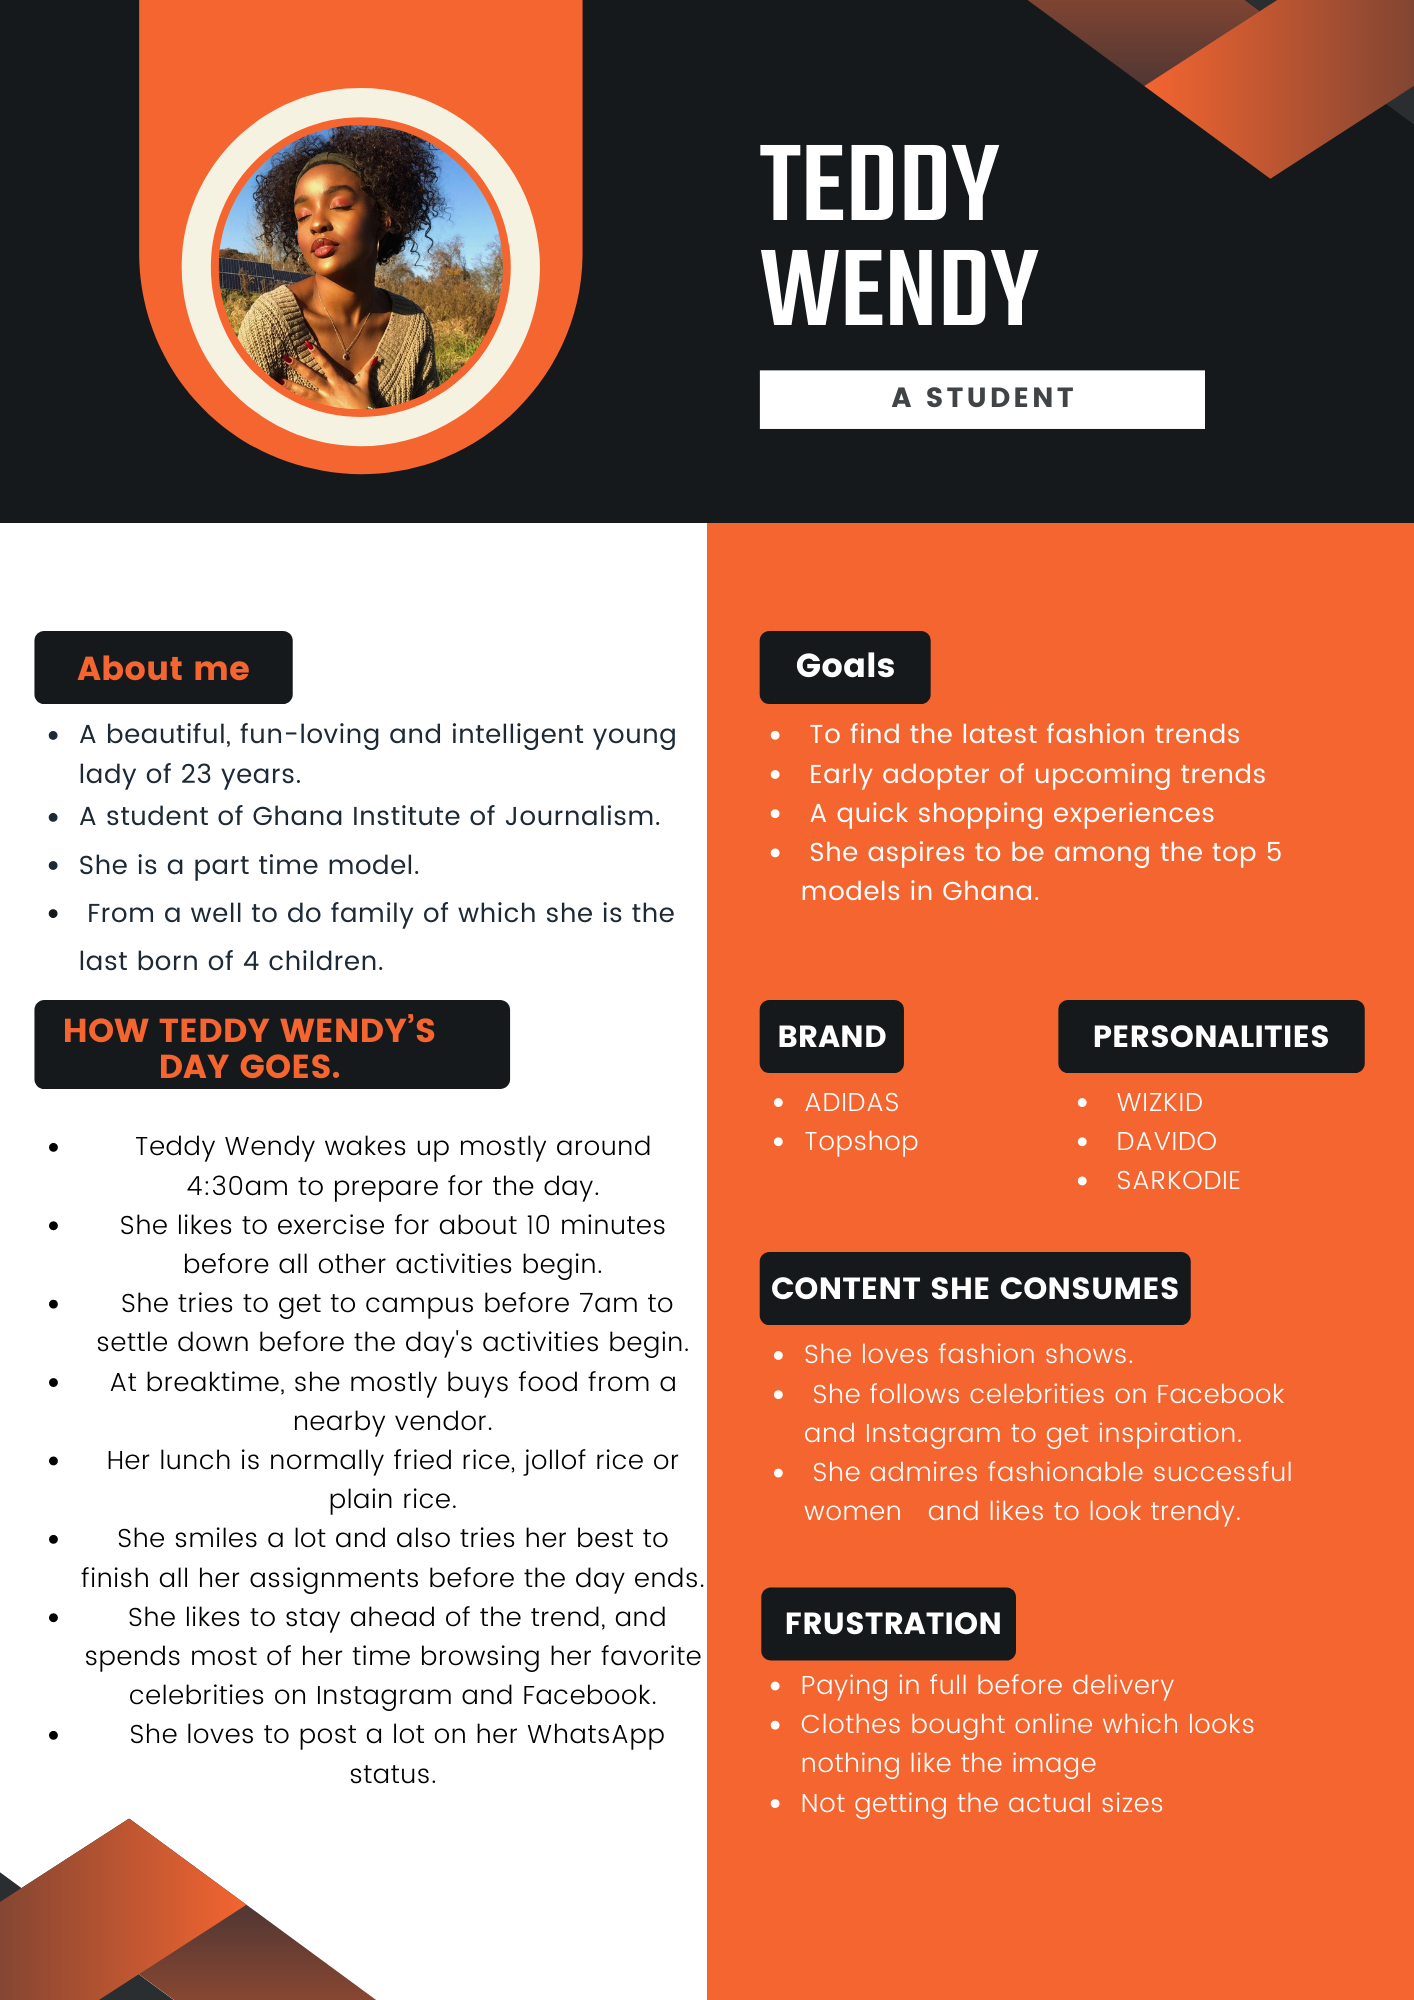 TEDDY
WENDY
A STUDENT
About me
• A beautiful, fun-loving and intelligent young
lady of 23 years.
• A student of Ghana Institute of Journalism.
• She is a part time model.
• From a well to do family of which she is the
last born of 4 children.
HOW TEDDY WENDY’S
DAY GOES.
• Teddy Wendy wakes up mostly around
4:30am to prepare for the day.
• She likes to exercise for about 10 minutes
before all other activities begin.
• She tries to get to campus before 7am to
settle down before the day's activities begin.
• At breaktime, she mostly buys food from a
nearby vendor.
• Her lunch is normally fried rice, jollof rice or
plain rice.
• She smiles a lot and also tries her best to
finish all her assignments before the day ends.
• She likes to stay ahead of the trend, and
spends most of her time browsing her favorite
celebrities on Instagram and Facebook.
• She loves to post a lot on her WhatsApp
status.
Goals
• To find the latest fashion trends
• Early adopter of upcoming trends
• A quick shopping experiences
• She aspires to be among the top 5
models in Ghana.
BRAND
• ADIDAS
• Topshop
PERSONALITIES
• WIZKID
• DAVIDO
• SARKODIE
CONTENT SHE CONSUMES
• She loves fashion shows.
• She follows celebrities on Facebook
and Instagram to get inspiration.
• She admires fashionable successful
women and likes to look trendy.
FRUSTRATION
• Paying in full before delivery
• Clothes bought online which looks
nothing like the image
• Not getting the actual sizes